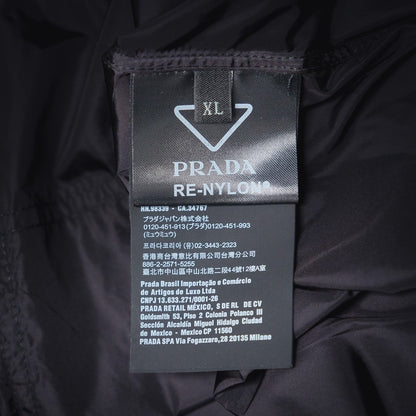 XL
PRADA
RE-NYLON®
RN.98339 - CA.34767
プラダジャパン株式会社
0120-451-913 (プラダ)0120-451-993
(ミュウミュウ)
프라다코리아 (유) 02-3443-2323
香港商台灣意比有限公司台灣分公司
886-2-2571-5255
臺北市中山區中山北路二段44號12樓A
Prada Brasil Importação e Comércio
de Artigos de Luxo Ltda
CNPJ 13.633.271/0001-26
PRADA RETAIL MÉXICO, S DE RL DE CV
Goldsmith 53, Piso 2 Colonia Polanco III
Sección Alcaldía Miguel Hidalgo Ciudad
de Mexico - Mexico CP 11560
PRADA SPA Via Fogazzaro, 28 20135 Milano